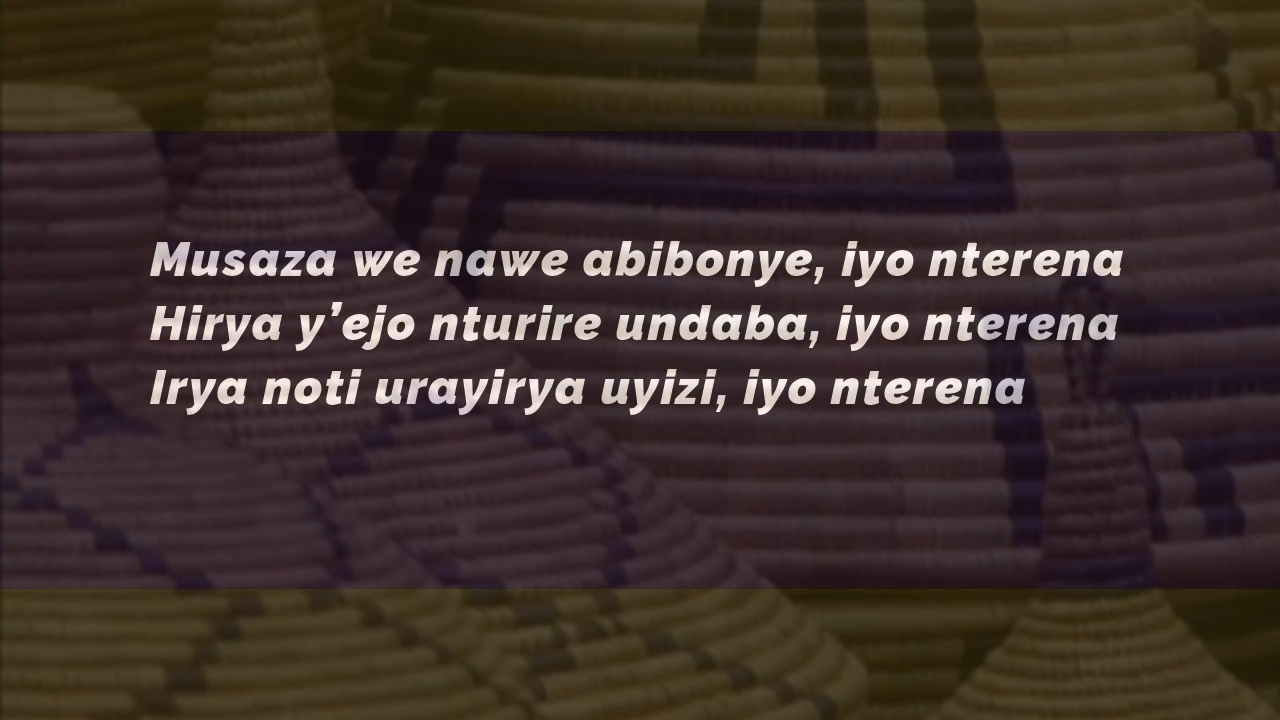 Musaza we nawe abibonye, iyo nterena
Hirya y’ejo nturire undaba, iyo nterena
Irya noti urayirya uyizi, iyo nterena